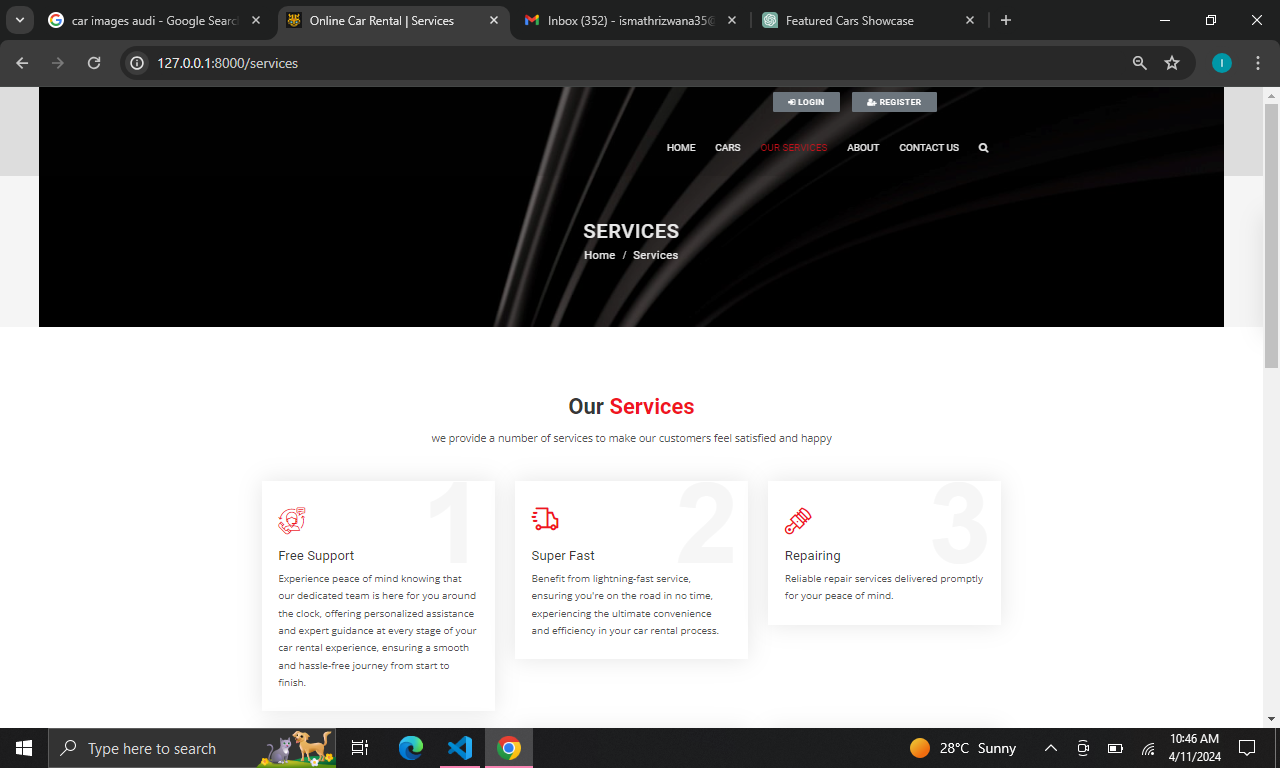 car images audi - Google Searc
Online Car Rental | Services
Inbox (352) - ismathrizwana35@
Featured Cars Showcase
127.0.0.1:8000/services
I
LOGIN
REGISTER
HOME
CARS
OUR SERVICES
ABOUT
CONTACT US
SERVICES
Home / Services
Our Services
we provide a number of services to make our customers feel satisfied and happy
1
Free Support
Experience peace of mind knowing that
our dedicated team is here for you around
the clock, offering personalized assistance
and expert guidance at every stage of your
car rental experience, ensuring a smooth
and hassle-free journey from start to
finish.
2
Super Fast
Benefit from lightning-fast service,
ensuring you're on the road in no time,
experiencing the ultimate convenience
and efficiency in your car rental process.
3
Repairing
Reliable repair services delivered promptly
for your peace of mind.
Type here to search
28°C Sunny
10:46 AM
4/11/2024